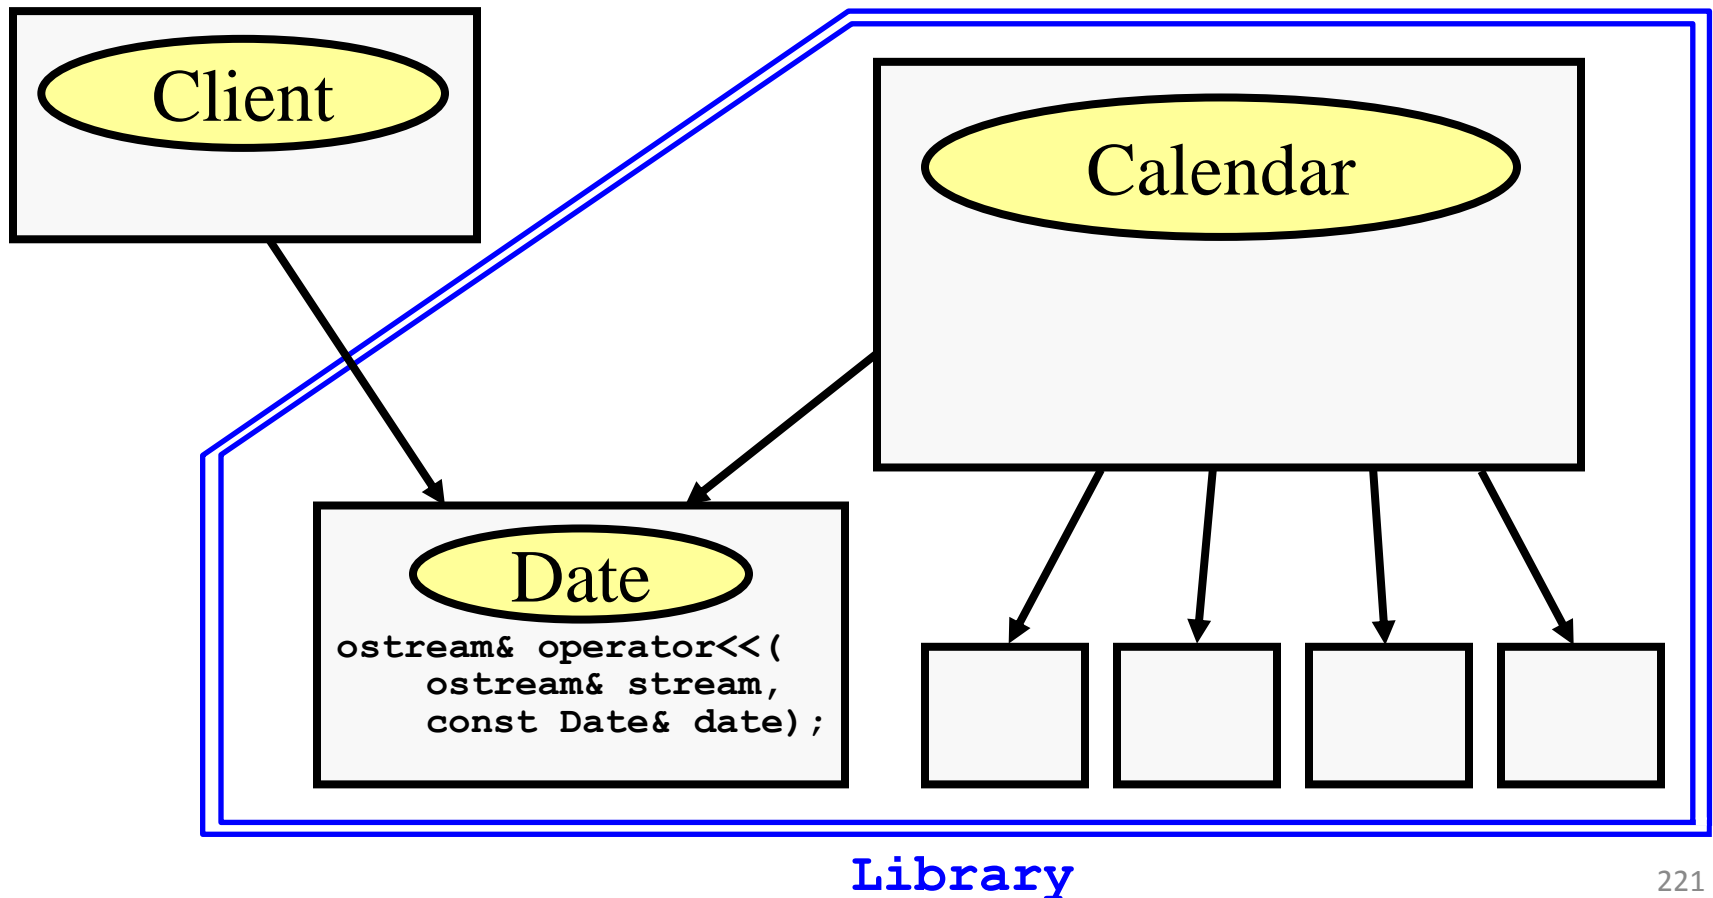 Client
Calendar
Date
ostream& operator<<(
    ostream& stream,
    const Date& date);
Library
221